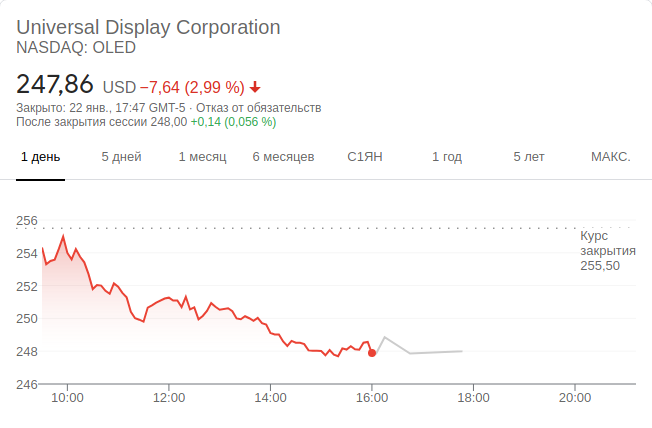 Universal Display Corporation
NASDAQ: OLED
247,86 USD −7,64 (2,99 %)
Закрыто: 22 янв., 17:47 GMT-5 · Отказ от обязательств
После закрытия сессии 248,00 +0,14 (0,056 %)
1 день 5 дней 1 месяц 6 месяцев С1ЯН 1 год 5 лет МАКС.
256
Курс
254 закрытия
255,50
252
250
248
246
10:00 12:00 14:00 16:00 18:00 20:00